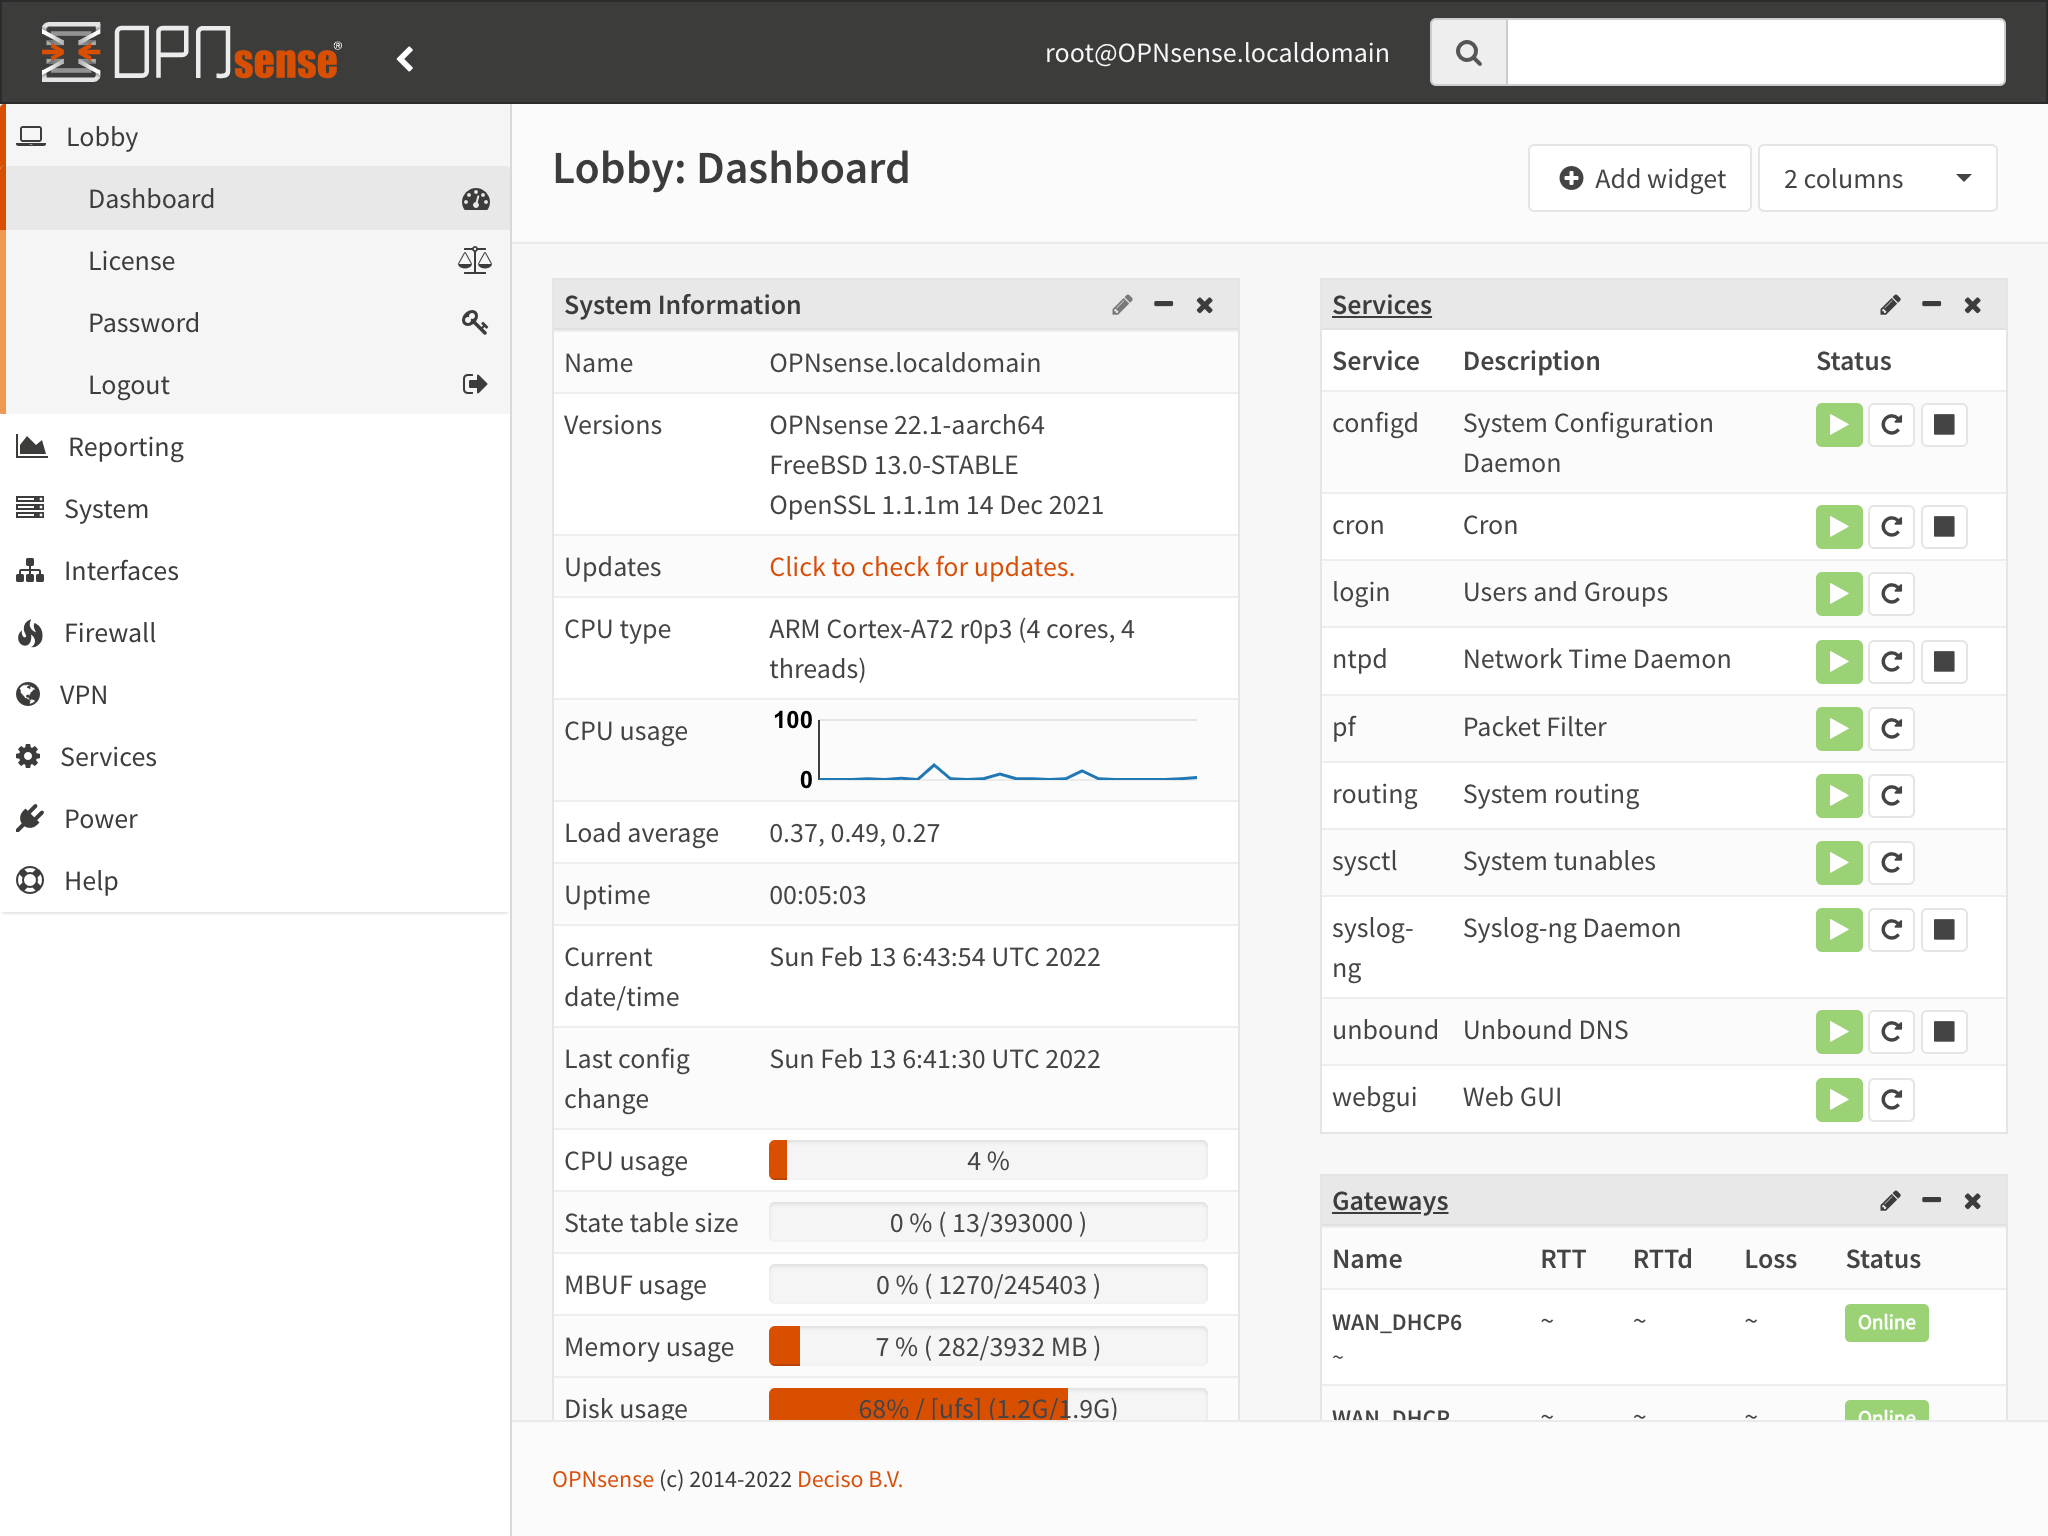 OPNsense®
root@OPNsense.localdomain
Lobby
Dashboard
License
Password
Logout
Reporting
System
Interfaces
Firewall
VPN
Services
Power
Help
Lobby: Dashboard
Add widget
2 columns
System Information
Name OPNsense.localdomain
Versions OPNsense 22.1-aarch64
FreeBSD 13.0-STABLE
OpenSSL 1.1.1m 14 Dec 2021
Updates Click to check for updates.
CPU type ARM Cortex-A72 r0p3 (4 cores, 4
threads)
CPU usage 100
0
Load average 0.37, 0.49, 0.27
Uptime 00:05:03
Current Sun Feb 13 6:43:54 UTC 2022
date/time
Last config Sun Feb 13 6:41:30 UTC 2022
change
CPU usage 4 %
State table size 0 % ( 13/393000 )
MBUF usage 0 % ( 1270/245403 )
Memory usage 7 % ( 282/3932 MB )
Disk usage 68% / [ufs] (1.2G/1.9G)
Services
Service Description Status
configd System Configuration
Daemon
cron Cron
login Users and Groups
ntpd Network Time Daemon
pf Packet Filter
routing System routing
sysctl System tunables
syslog- Syslog-ng Daemon
ng
unbound Unbound DNS
webgui Web GUI
Gateways
Name RTT RTTd Loss Status
WAN_DHCP6 ~ ~ ~ Online
~
WAN_DHCP ~ ~ ~ Online
OPNsense (c) 2014-2022 Deciso B.V.